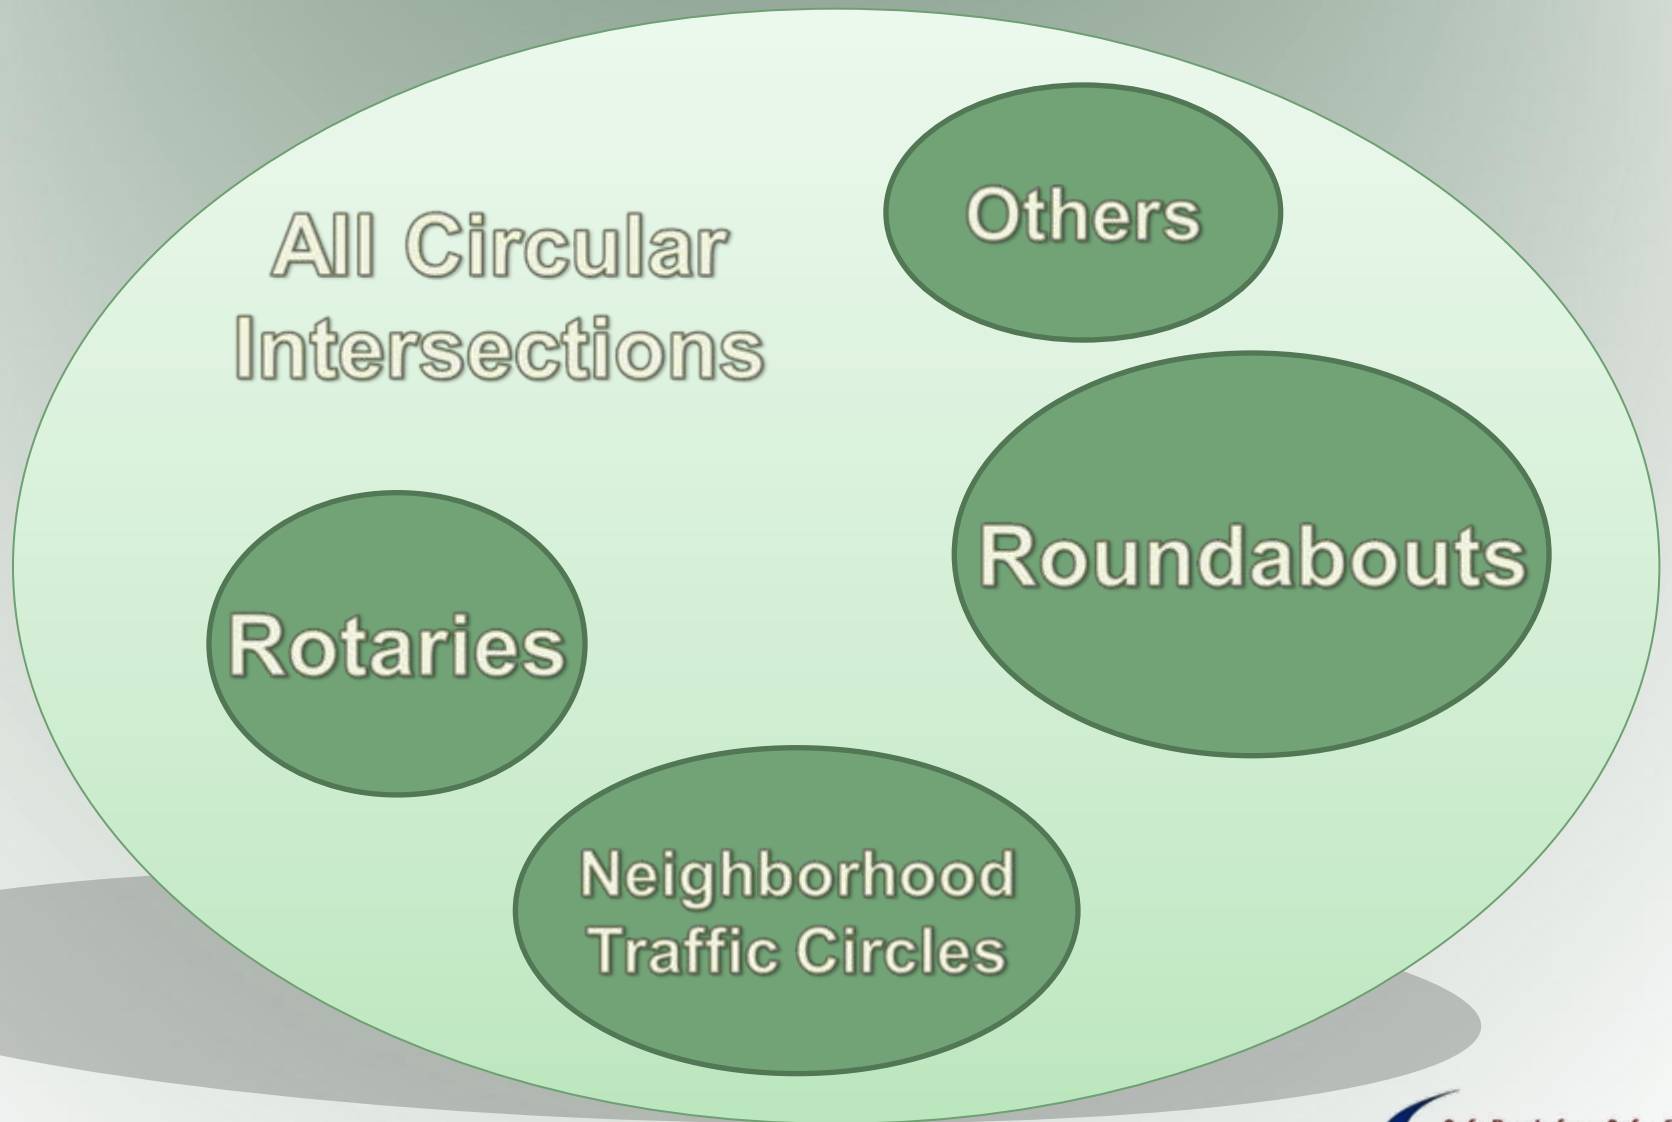 All Circular
Intersections
Others
Roundabouts
Rotaries
Neighborhood
Traffic Circles